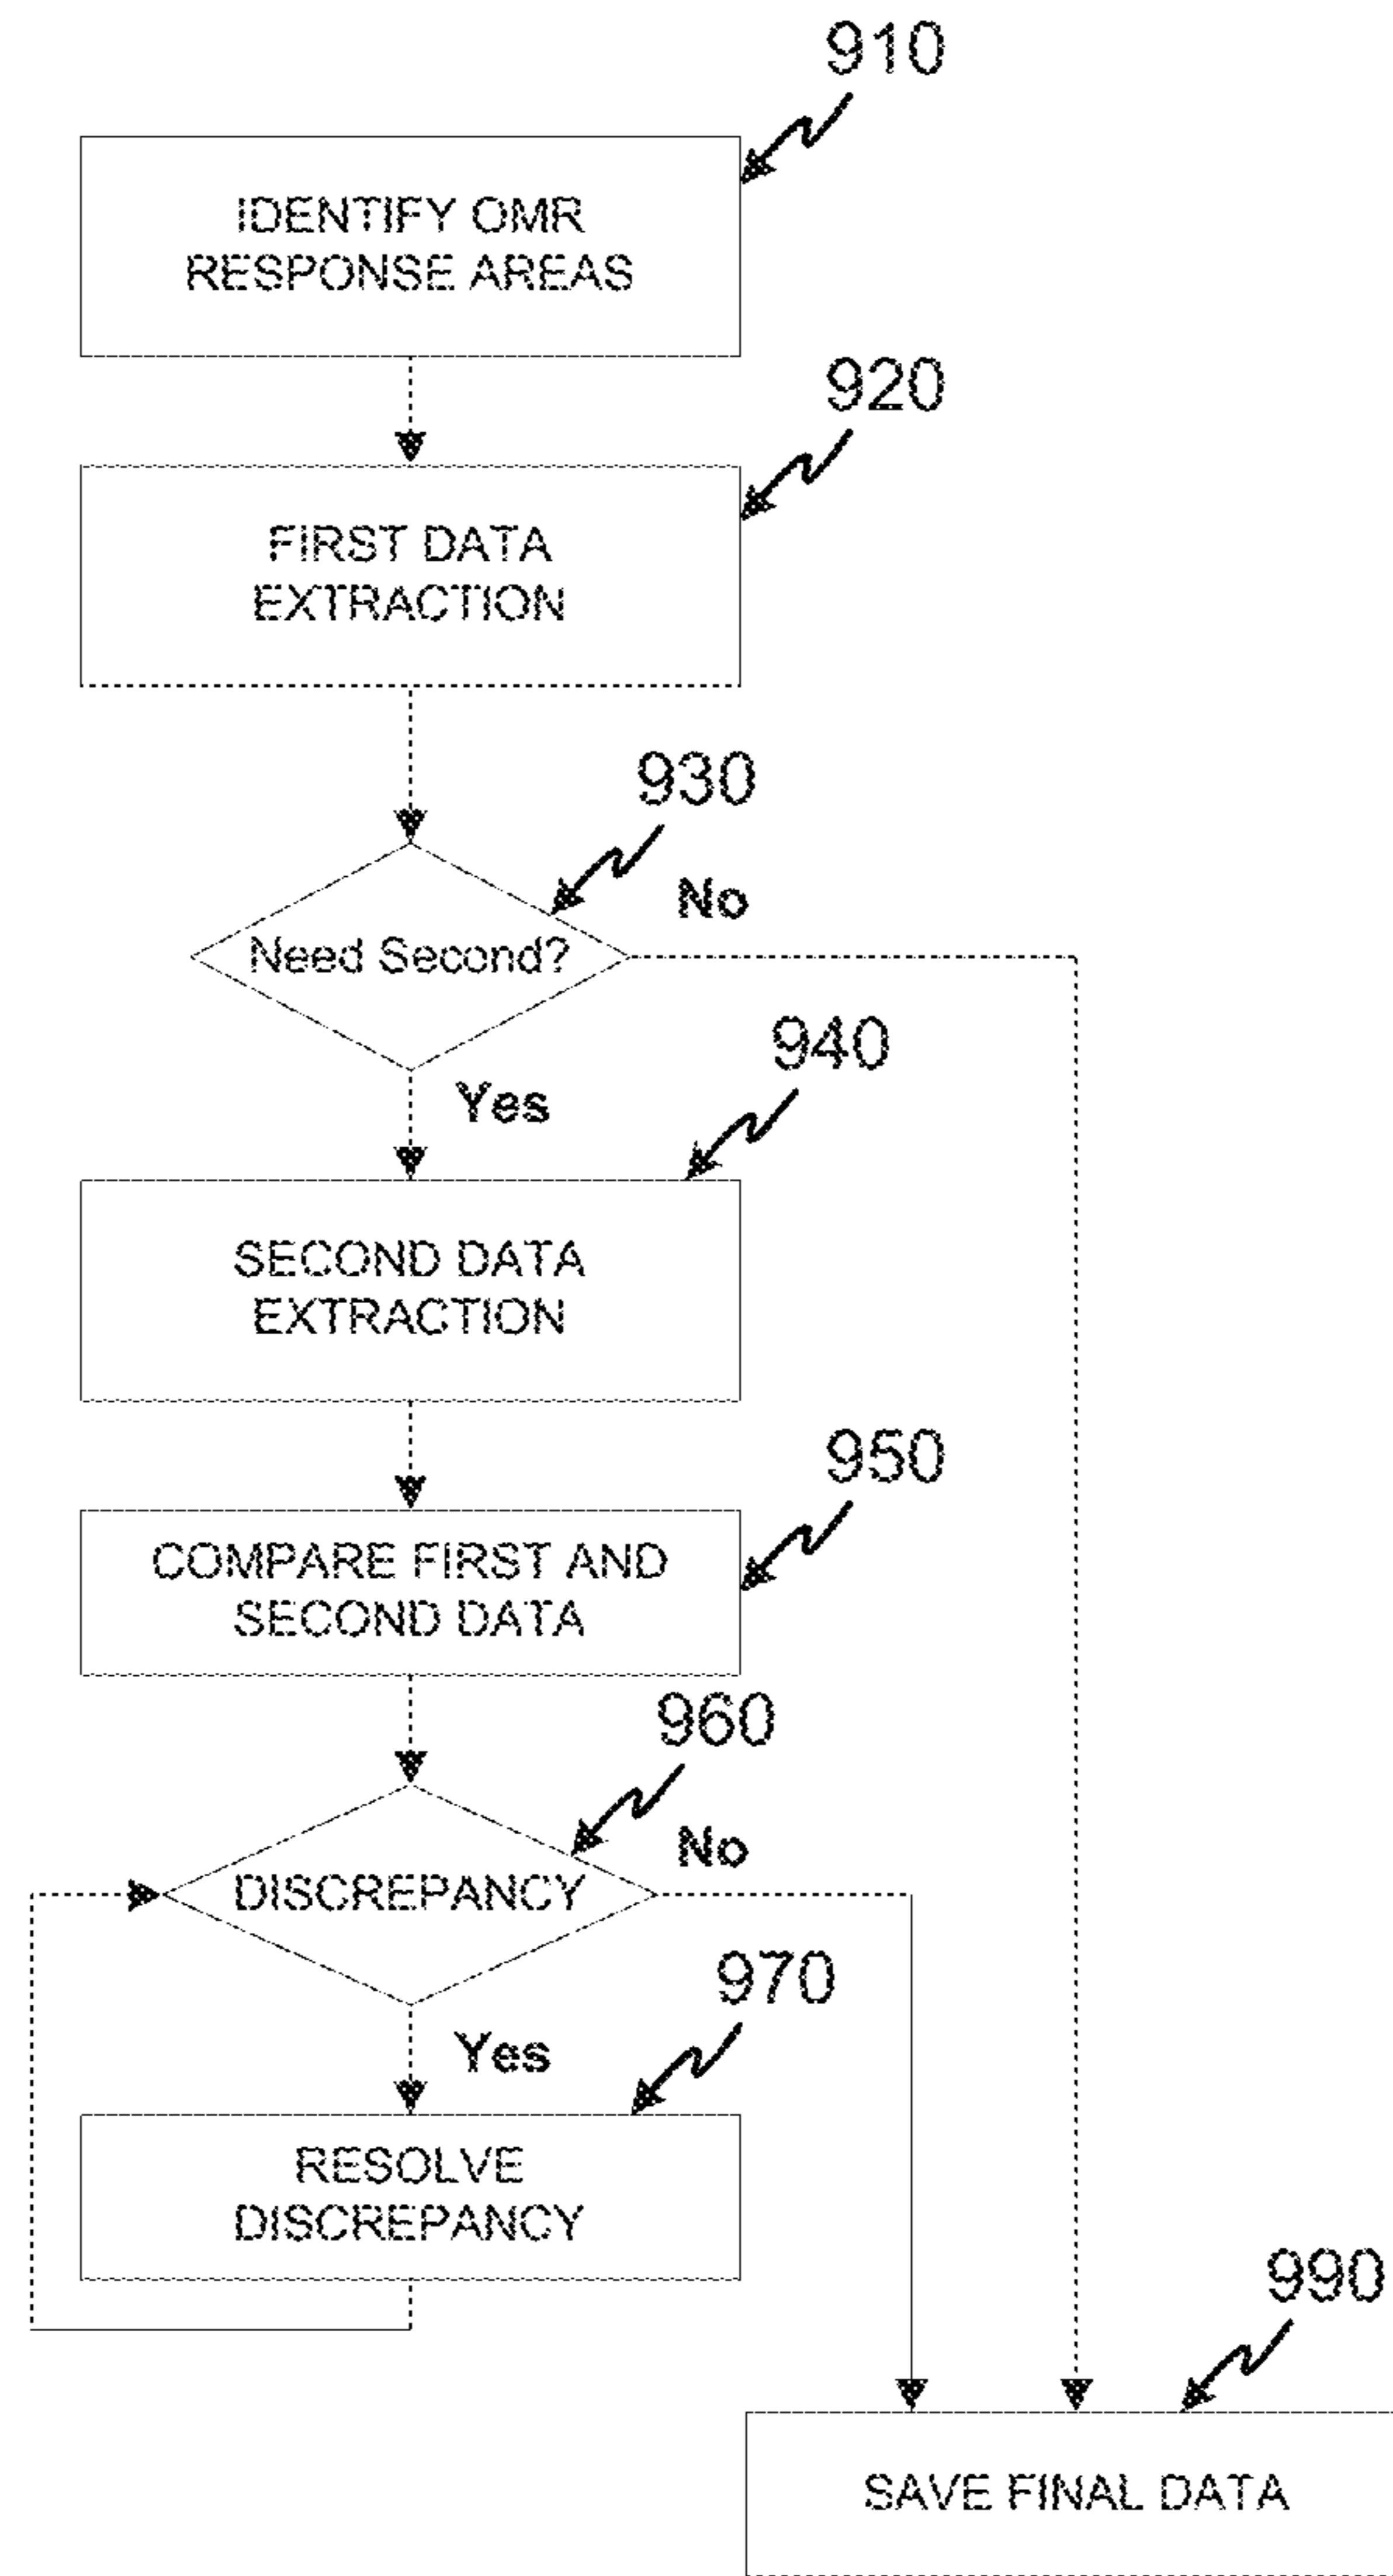 910
IDENTIFY OMR
RESPONSE AREAS
920
FIRST DATA
EXTRACTION
930
No
Need Second?
940
Yes
SECOND DATA
EXTRACTION
950
COMPARE FIRST AND
SECOND DATA
960
No
DISCREPANCY
970
Yes
RESOLVE
DISCREPANCY
990
SAVE FINAL DATA